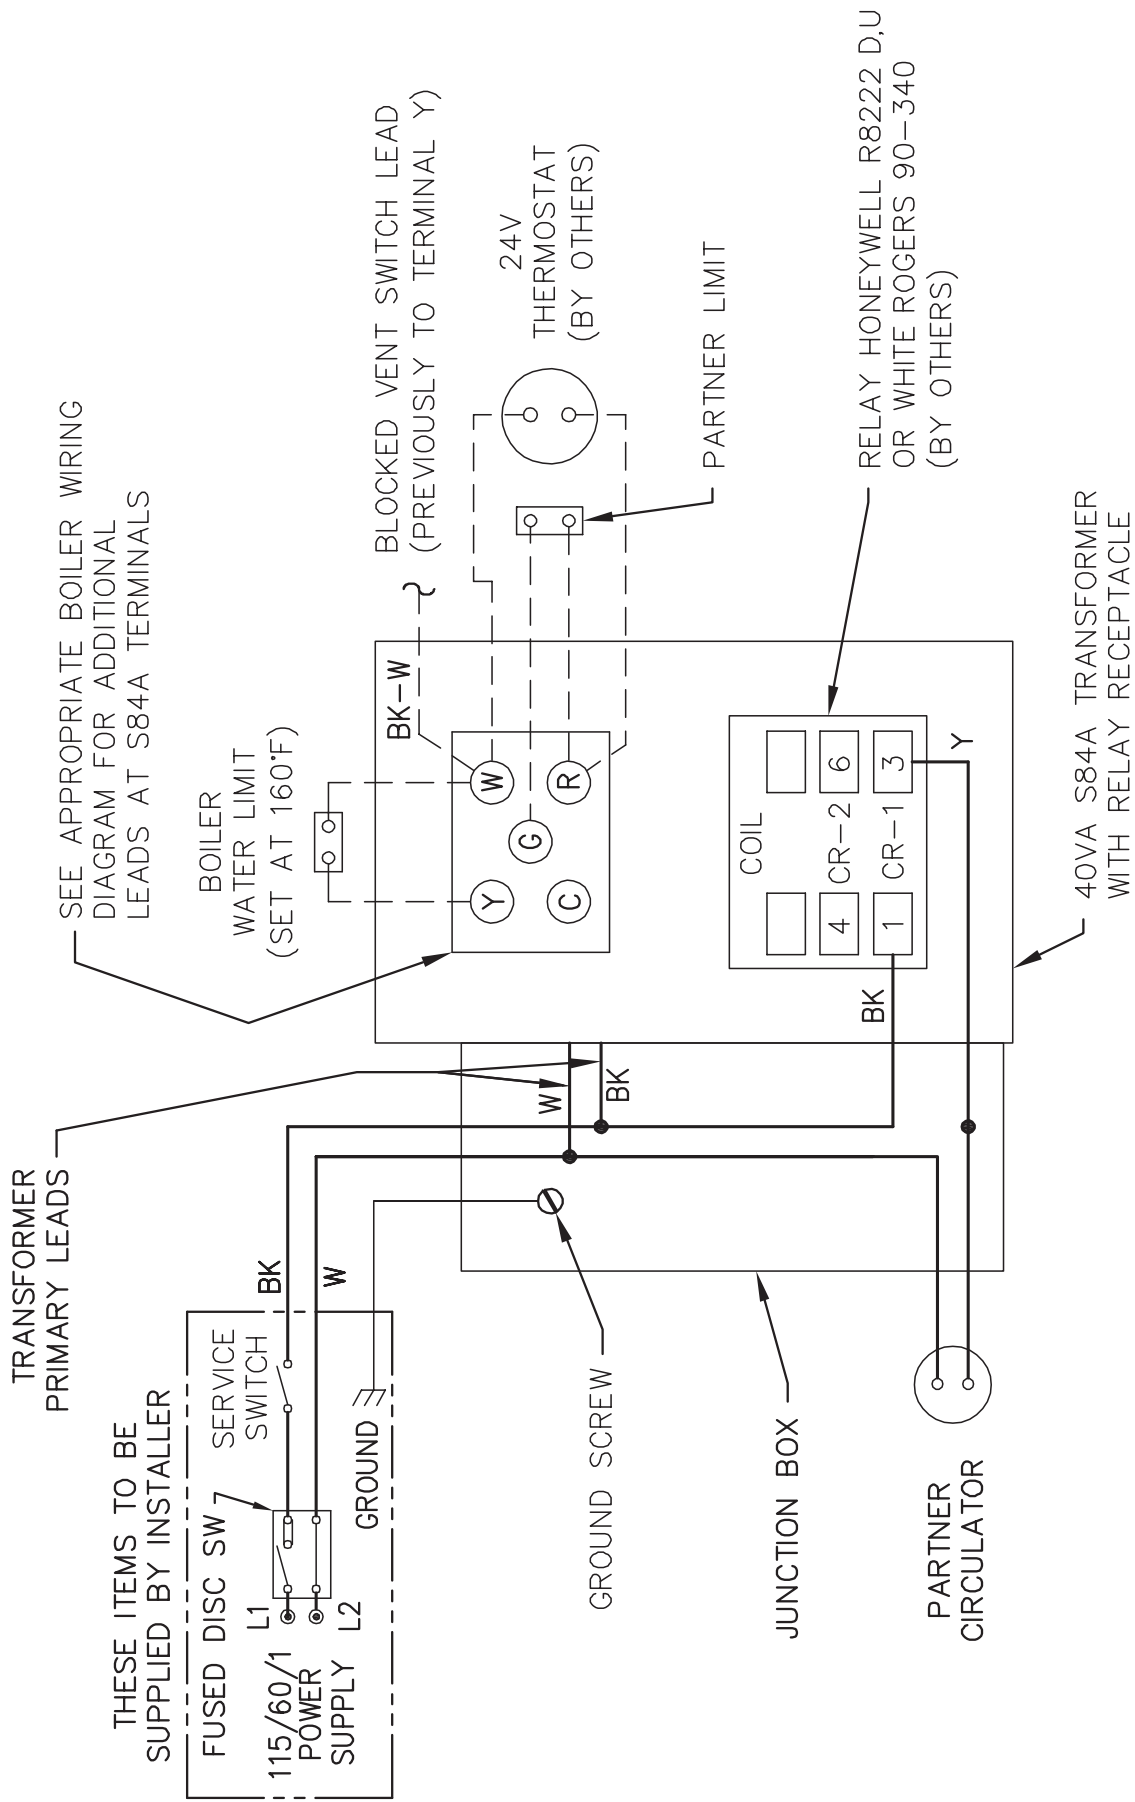 TRANSFORMER
PRIMARY LEADS
THESE ITEMS TO BE
SUPPLIED BY INSTALLER
FUSED DISC SW
SERVICE
SWITCH
L1
115/60/1
POWER
SUPPLY
L2
GROUND
BK
W
SEE APPROPRIATE BOILER WIRING
DIAGRAM FOR ADDITIONAL
LEADS AT S84A TERMINALS
BOILER
WATER LIMIT
(SET AT 160°F)
BK-W
BLOCKED VENT SWITCH LEAD
(PREVIOUSLY TO TERMINAL Y)
24V
THERMOSTAT
(BY OTHERS)
Y
W
G
C
R
PARTNER LIMIT
W
BK
GROUND SCREW
JUNCTION BOX
COIL
4
CR-2
6
1
CR-1
3
BK
Y
RELAY HONEYWELL R8222 D,U
OR WHITE ROGERS 90-340
(BY OTHERS)
PARTNER
CIRCULATOR
40VA S84A TRANSFORMER
WITH RELAY RECEPTACLE